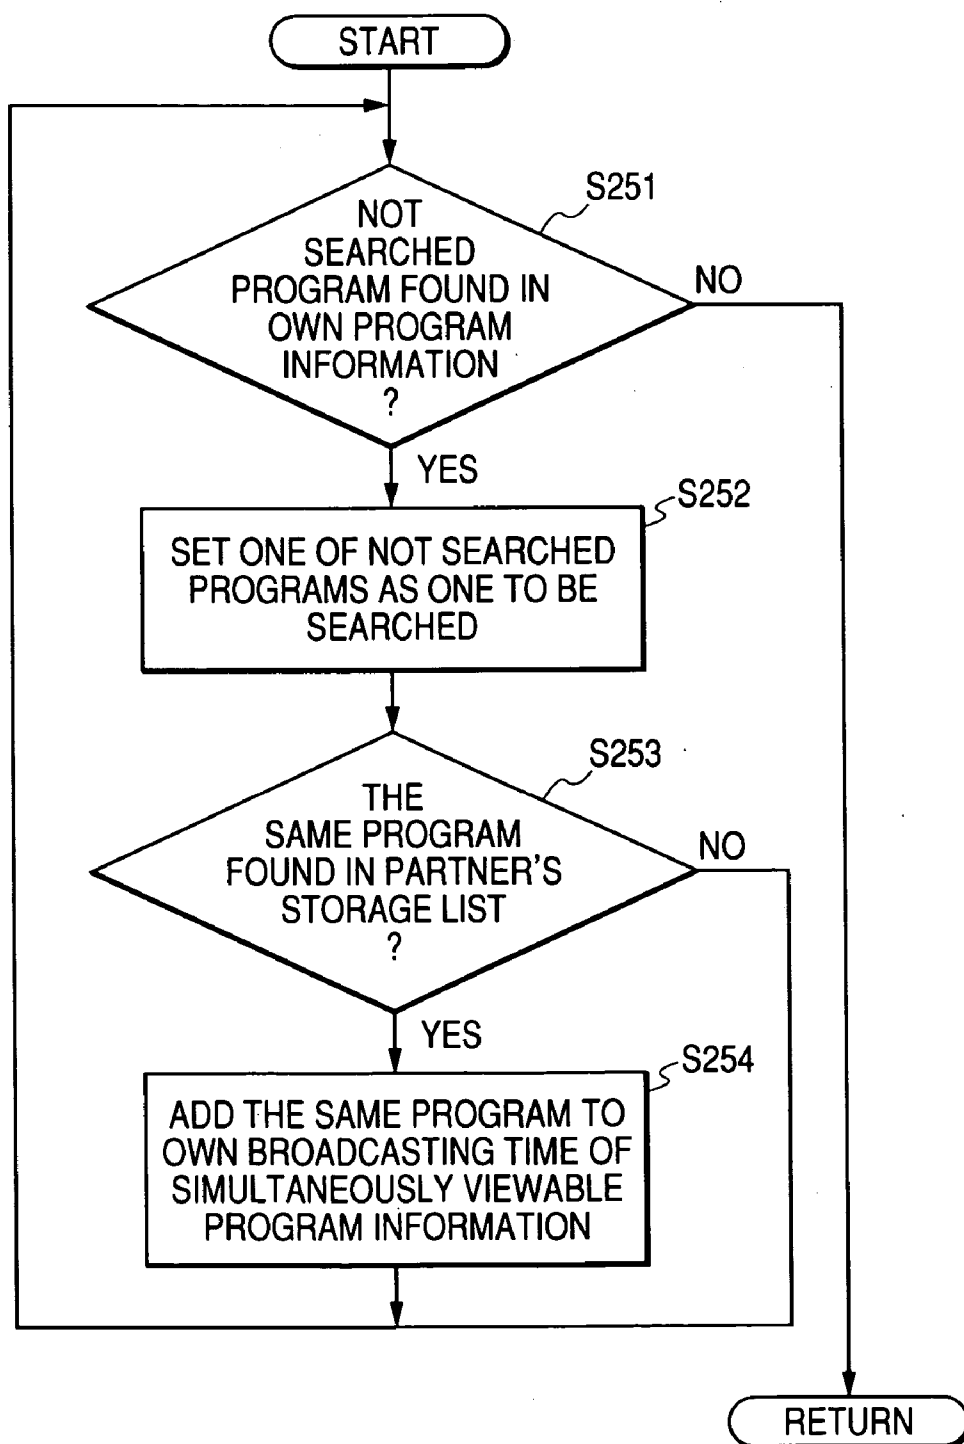 START
S251
NOT
SEARCHED
PROGRAM FOUND IN
OWN PROGRAM
INFORMATION
?
NO
YES
S252
SET ONE OF NOT SEARCHED
PROGRAMS AS ONE TO BE
SEARCHED
S253
THE
SAME PROGRAM
FOUND IN PARTNER'S
STORAGE LIST
?
NO
YES
S254
ADD THE SAME PROGRAM TO
OWN BROADCASTING TIME OF
SIMULTANEOUSLY VIEWABLE
PROGRAM INFORMATION
RETURN